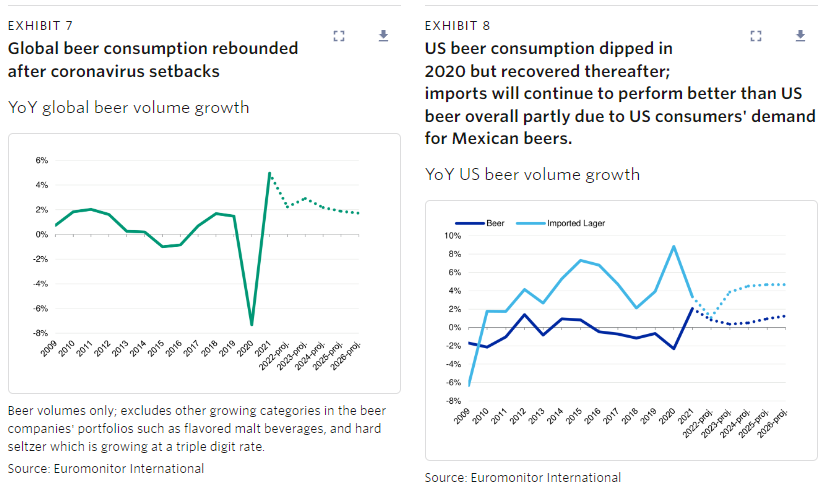 EXHIBIT 7
Global beer consumption rebounded
after coronavirus setbacks
YoY global beer volume growth
6%
4%
2%
0%
-2%
-4%
-6%
-8%
2009
2010
2011
2012
2013
2014
2015
2016
2017
2018
2019
2020
2021
2022-proj.
2023-proj.
2024-proj.
2025-proj.
2026-proj.
Beer volumes only; excludes other growing categories in the beer
companies' portfolios such as flavored malt beverages, and hard
seltzer which is growing at a triple digit rate.
Source: Euromonitor International
EXHIBIT 8
US beer consumption dipped in
2020 but recovered thereafter;
imports will continue to perform better than US
beer overall partly due to US consumers' demand
for Mexican beers.
YoY US beer volume growth
Beer
Imported Lager
10%
8%
6%
4%
2%
0%
-2%
-4%
-6%
-8%
2009
2010
2011
2012
2013
2014
2015
2016
2017
2018
2019
2020
2021
2022-proj.
2023-proj.
2024-proj.
2025-proj.
2026-proj.
Source: Euromonitor International